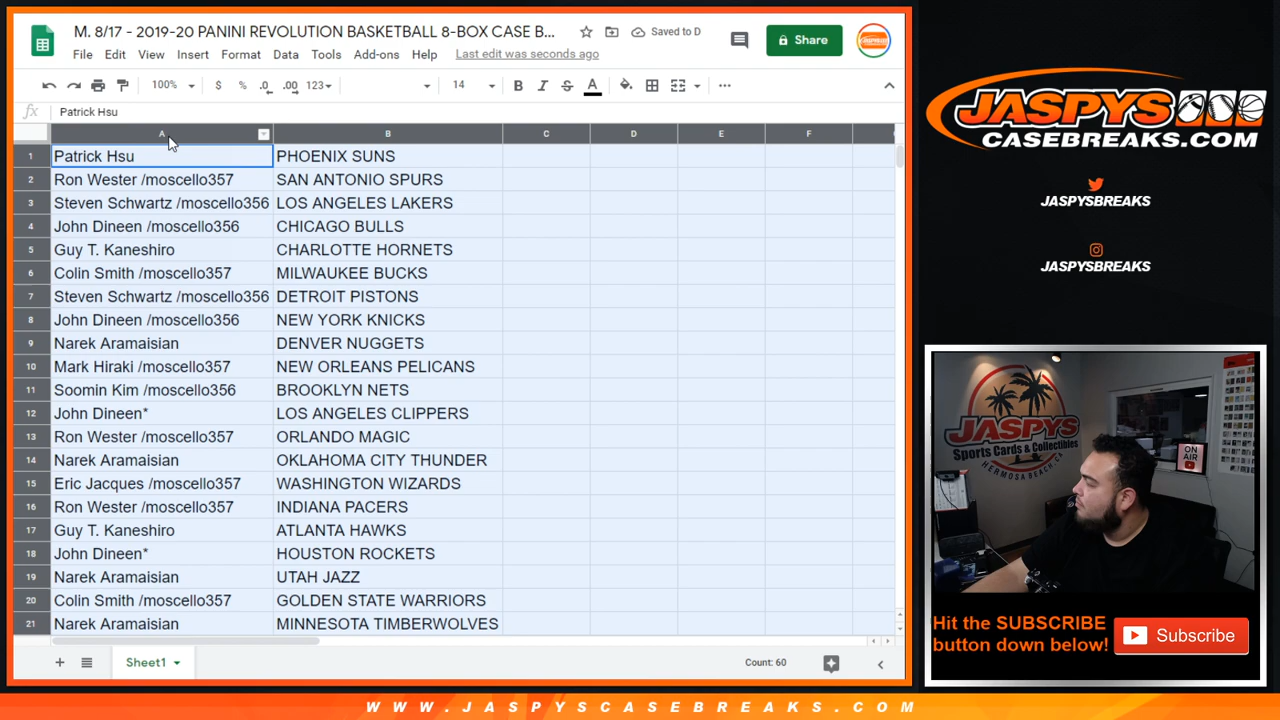 M. 8/17 - 2019-20 PANINI REVOLUTION BASKETBALL 8-BOX CASE B...
Saved to D
Share
File Edit View Insert Format Data Tools Add-ons Help Last edit was seconds ago
100% $ % .0 .00 123 14 B I S A
fx Patrick Hsu
A B C D E F
1 Patrick Hsu PHOENIX SUNS
2 Ron Wester /moscello357 SAN ANTONIO SPURS
3 Steven Schwartz /moscello356 LOS ANGELES LAKERS
4 John Dineen /moscello356 CHICAGO BULLS
5 Guy T. Kaneshiro CHARLOTTE HORNETS
6 Colin Smith /moscello357 MILWAUKEE BUCKS
7 Steven Schwartz /moscello356 DETROIT PISTONS
8 John Dineen /moscello356 NEW YORK KNICKS
9 Narek Aramaisian DENVER NUGGETS
10 Mark Hiraki /moscello357 NEW ORLEANS PELICANS
11 Soomin Kim /moscello356 BROOKLYN NETS
12 John Dineen* LOS ANGELES CLIPPERS
13 Ron Wester /moscello357 ORLANDO MAGIC
14 Narek Aramaisian OKLAHOMA CITY THUNDER
15 Eric Jacques /moscello357 WASHINGTON WIZARDS
16 Ron Wester /moscello357 INDIANA PACERS
17 Guy T. Kaneshiro ATLANTA HAWKS
18 John Dineen* HOUSTON ROCKETS
19 Narek Aramaisian UTAH JAZZ
20 Colin Smith /moscello357 GOLDEN STATE WARRIORS
21 Narek Aramaisian MINNESOTA TIMBERWOLVES
Sheet1
Count: 60
JASPYS
CASEBREAKS.COM
JASPYSBREAKS
JASPYSBREAKS
JASPYS
Sports Cards & Collectibles
HERMOSA BEACH, CA
ON
AIR
Hit the SUBSCRIBE
button down below!
Subscribe
WWW.JASPYSCASEBREAKS.COM